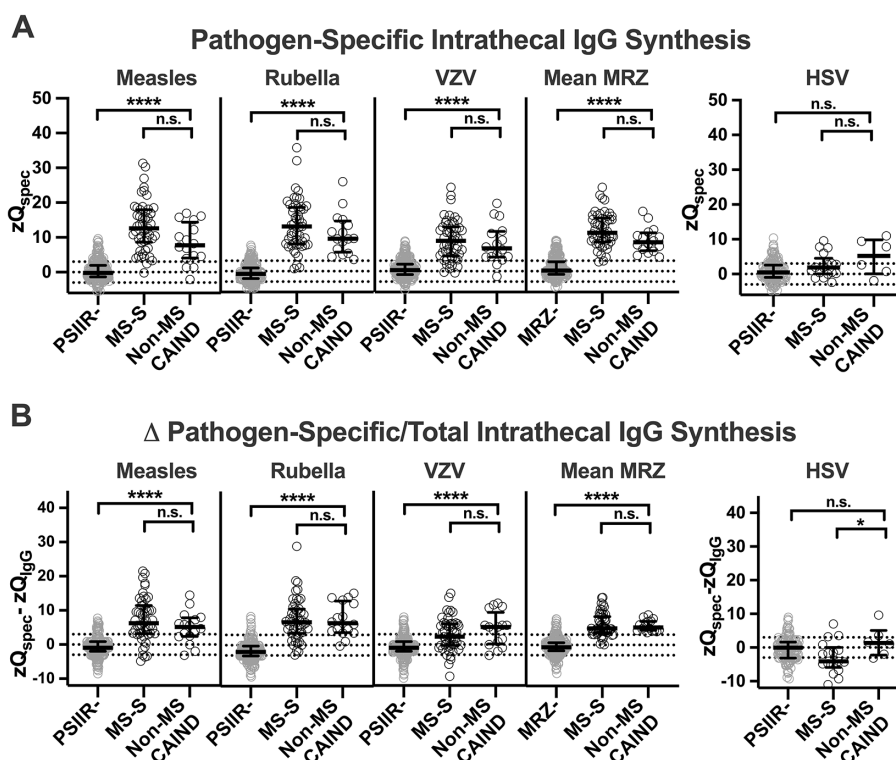 A
Pathogen-Specific Intrathecal IgG Synthesis
Measles Rubella VZV Mean MRZ HSV
**** **** **** **** n.s.
n.s. n.s. n.s. n.s. n.s.
zQspec
50
40
30
20
10
0
zQspec
50
40
30
20
10
0
PSIIR- MS-S Non-MS CAIND PSIIR- MS-S Non-MS CAIND PSIIR- MS-S Non-MS CAIND MRZ- MS-S Non-MS CAIND PSIIR- MS-S Non-MS CAIND
B
Δ Pathogen-Specific/Total Intrathecal IgG Synthesis
Measles Rubella VZV Mean MRZ HSV
**** **** **** **** n.s.
n.s. n.s. n.s. n.s. *
zQspec- zQIgG
40
30
20
10
0
-10
zQspec-zQIgG
40
30
20
10
0
-10
PSIIR- MS-S Non-MS CAIND PSIIR- MS-S Non-MS CAIND PSIIR- MS-S Non-MS CAIND MRZ- MS-S Non-MS CAIND PSIIR- MS-S Non-MS CAIND